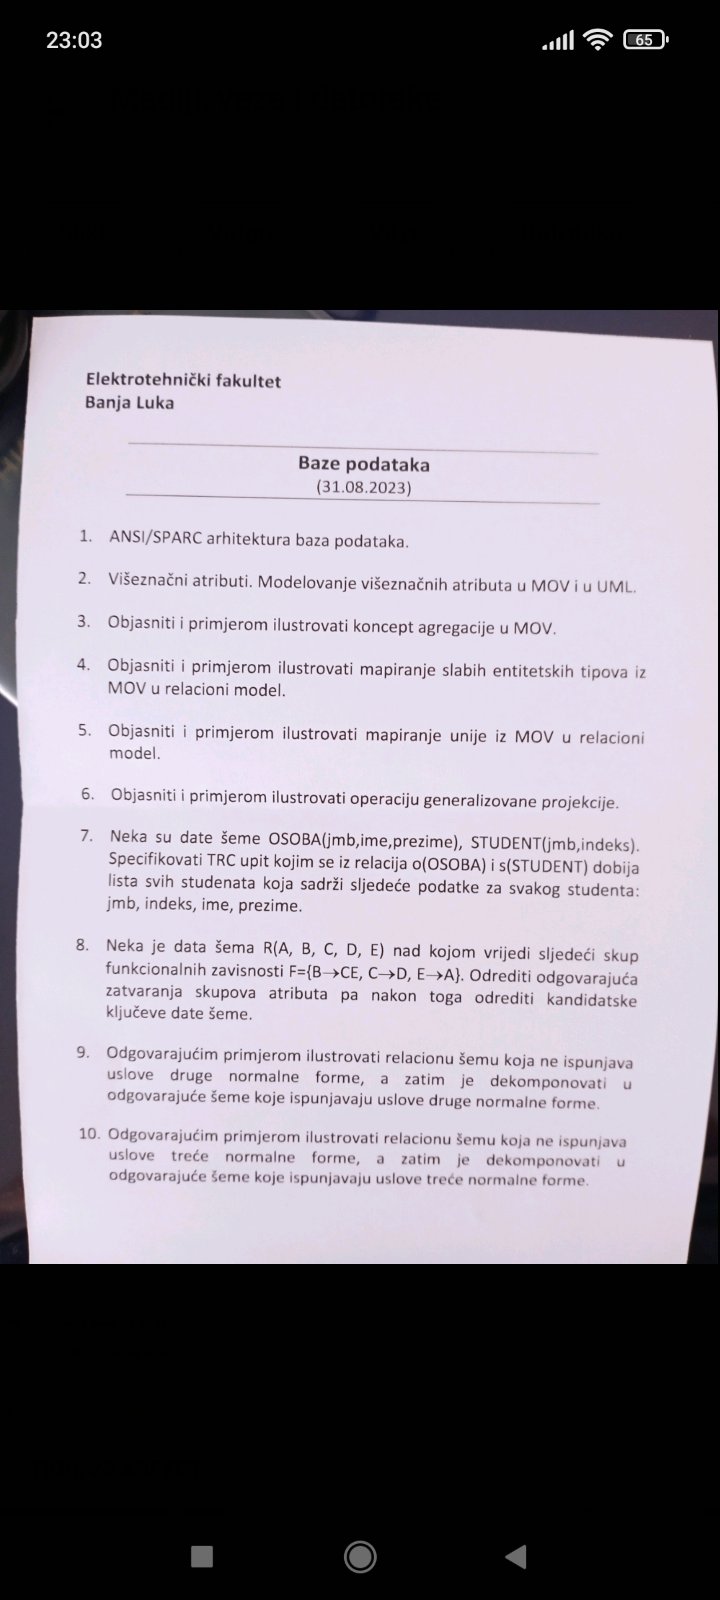 23:03
65
Elektrotehnički fakultet
Banja Luka
Baze podataka
(31.08.2023)
1. ANSI/SPARC arhitektura baza podataka.
2. Višeznačni atributi. Modelovanje višeznačnih atributa u MOV i u UML.
3. Objasniti i primjerom ilustrovati koncept agregacije u MOV.
4. Objasniti i primjerom ilustrovati mapiranje slabih entitetskih tipova iz
MOV u relacioni model.
5. Objasniti i primjerom ilustrovati mapiranje unije iz MOV u relacioni
model.
6. Objasniti i primjerom ilustrovati operaciju generalizovane projekcije.
7. Neka su date šeme OSOBA(jmb,ime,prezime), STUDENT(jmb,indeks).
Specifikovati TRC upit kojim se iz relacija o(OSOBA) i s(STUDENT) dobija
lista svih studenata koja sadrži sljedeće podatke za svakog studenta:
jmb, indeks, ime, prezime.
8. Neka je data šema R(A, B, C, D, E) nad kojom vrijedi sljedeći skup
funkcionalnih zavisnosti F={B→CE, C→D, E→A}. Odrediti odgovarajuća
zatvaranja skupova atributa pa nakon toga odrediti kandidatske
ključeve date šeme.
9. Odgovarajućim primjerom ilustrovati relacionu šemu koja ne ispunjava
uslove druge normalne forme, a zatim je dekomponovati u
odgovarajuće šeme koje ispunjavaju uslove druge normalne forme.
10. Odgovarajućim primjerom ilustrovati relacionu šemu koja ne ispunjava
uslove treće normalne forme, a zatim je dekomponovati u
odgovarajuće šeme koje ispunjavaju uslove treće normalne forme.